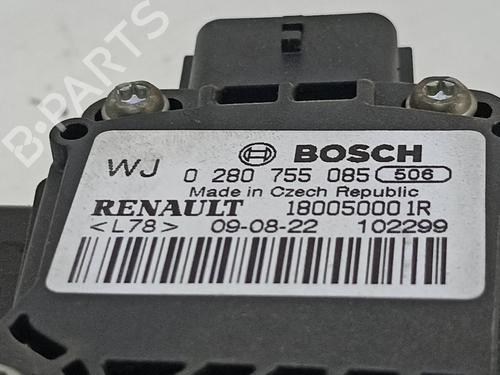 B-PARTS
BOSCH
WJ 0 280 755 085 506
Made in Czech Republic
RENAULT 180050001R
<L78> 09-08-22 102299